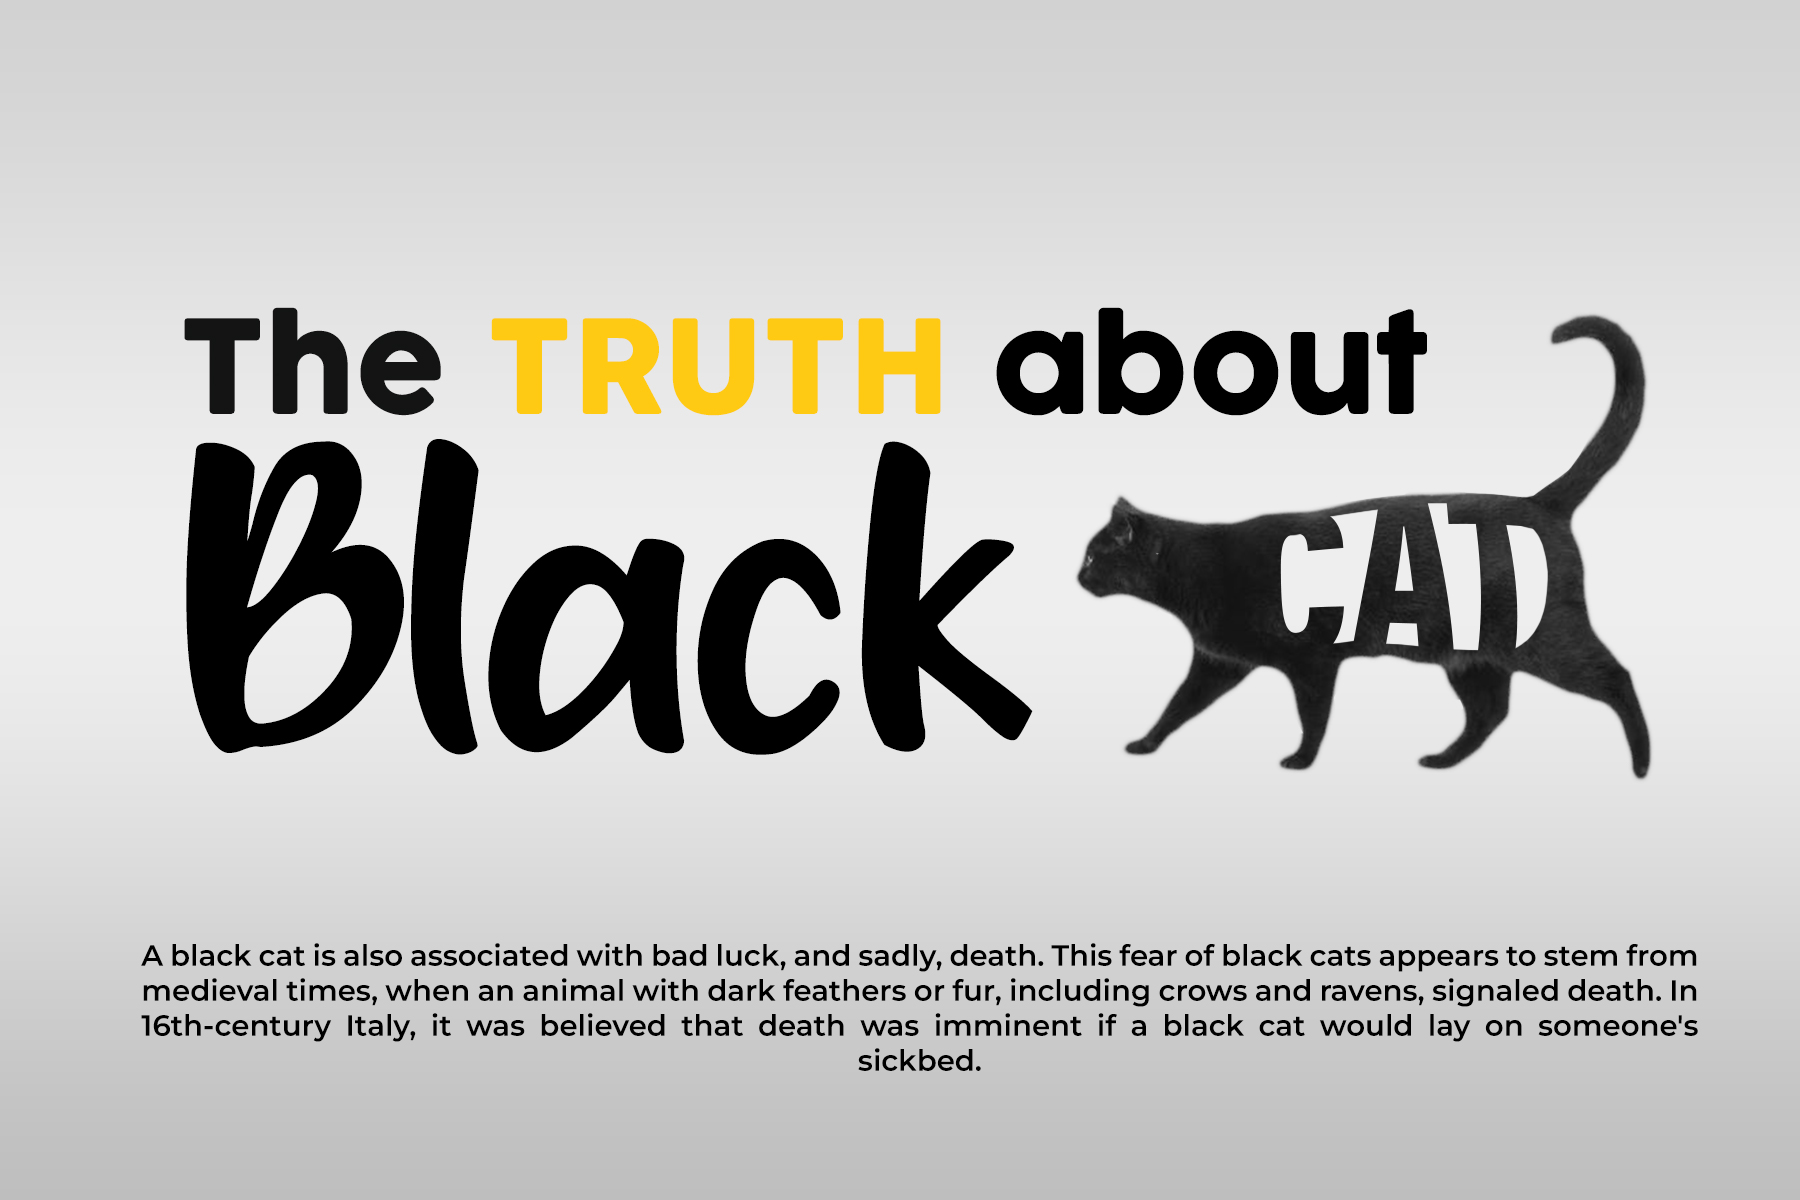 The TRUTH about
Black CAT
A black cat is also associated with bad luck, and sadly, death. This fear of black cats appears to stem from
medieval times, when an animal with dark feathers or fur, including crows and ravens, signaled death. In
16th-century Italy, it was believed that death was imminent if a black cat would lay on someone's
sickbed.